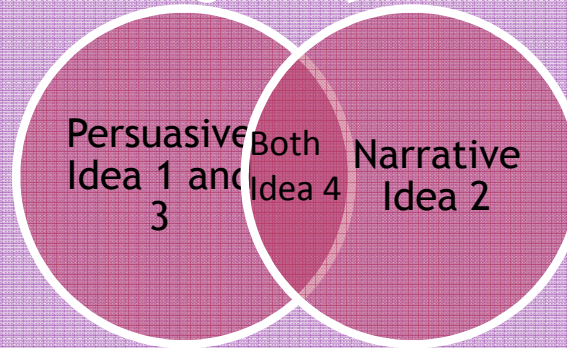 Persuasive
Idea 1 and
3
Both
Idea 4
Narrative
Idea 2